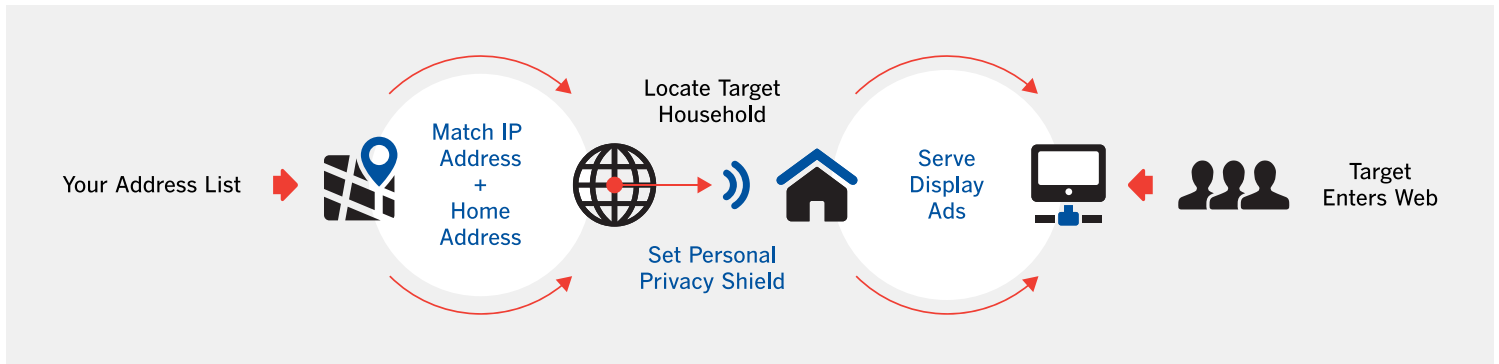 Your Address List
Match IP
Address
+
Home
Address
Locate Target
Household
Set Personal
Privacy Shield
Serve
Display
Ads
Target
Enters Web